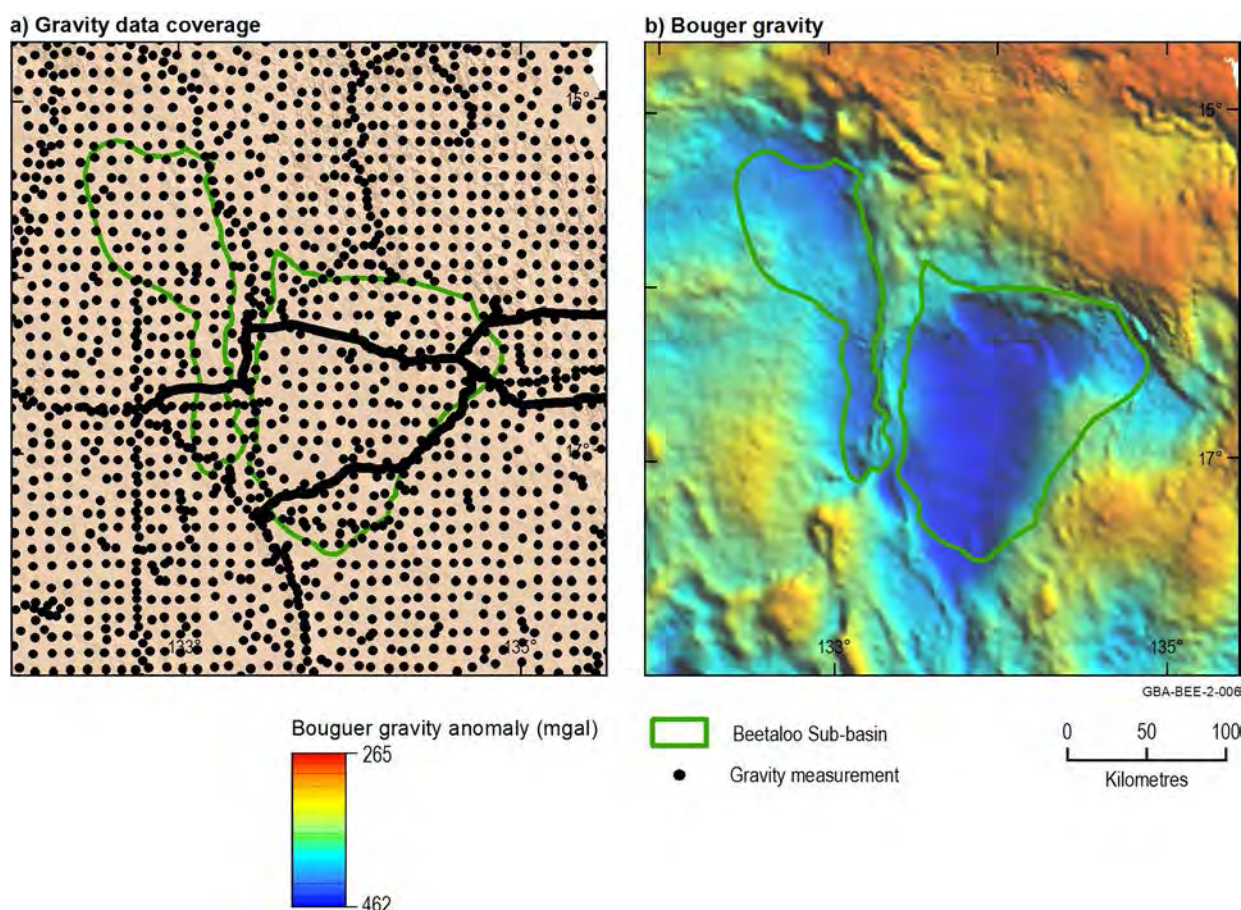 a) Gravity data coverage
b) Bouger gravity
15°
17°
133°
135°
15°
17°
133°
135°
GBA-BEE-2-006
Bouguer gravity anomaly (mgal)
265
462
Beetaloo Sub-basin
Gravity measurement
0 50 100
Kilometres